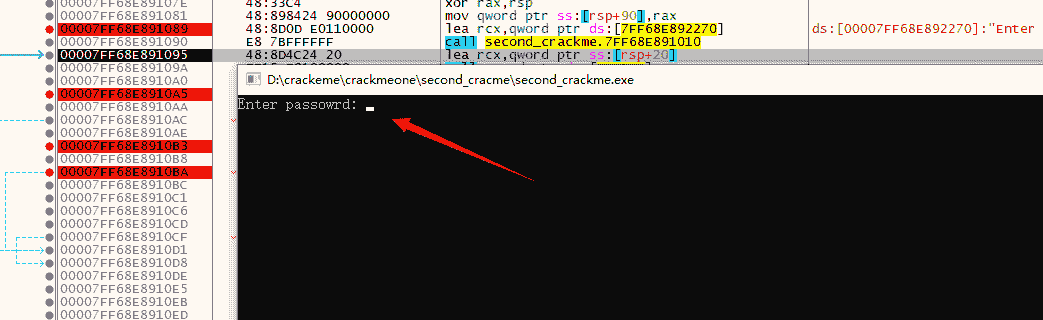 00007FF68E89107E 48:33C4 xor rax,rsp
00007FF68E891081 48:898424 90000000 mov qword ptr ss:[rsp+90],rax
00007FF68E891089 48:8D0D E0110000 lea rcx,qword ptr ds:[7FF68E892270] ds:[00007FF68E892270]:"Enter
00007FF68E891090 E8 7BFFFFFF call second_crackme.7FF68E891010
00007FF68E891095 48:8D4C24 20 lea rcx,qword ptr ss:[rsp+20]
00007FF68E89109A
D:\crackeme\crackmeone\second_cracme\second_crackme.exe
00007FF68E8910A0
00007FF68E8910A5
Enter passowrd:
00007FF68E8910AA
00007FF68E8910AC
00007FF68E8910AE
00007FF68E8910B3
00007FF68E8910B8
00007FF68E8910BA
00007FF68E8910BC
00007FF68E8910C1
00007FF68E8910C6
00007FF68E8910CD
00007FF68E8910CF
00007FF68E8910D1
00007FF68E8910D8
00007FF68E8910DE
00007FF68E8910E5
00007FF68E8910EB
00007FF68E8910ED